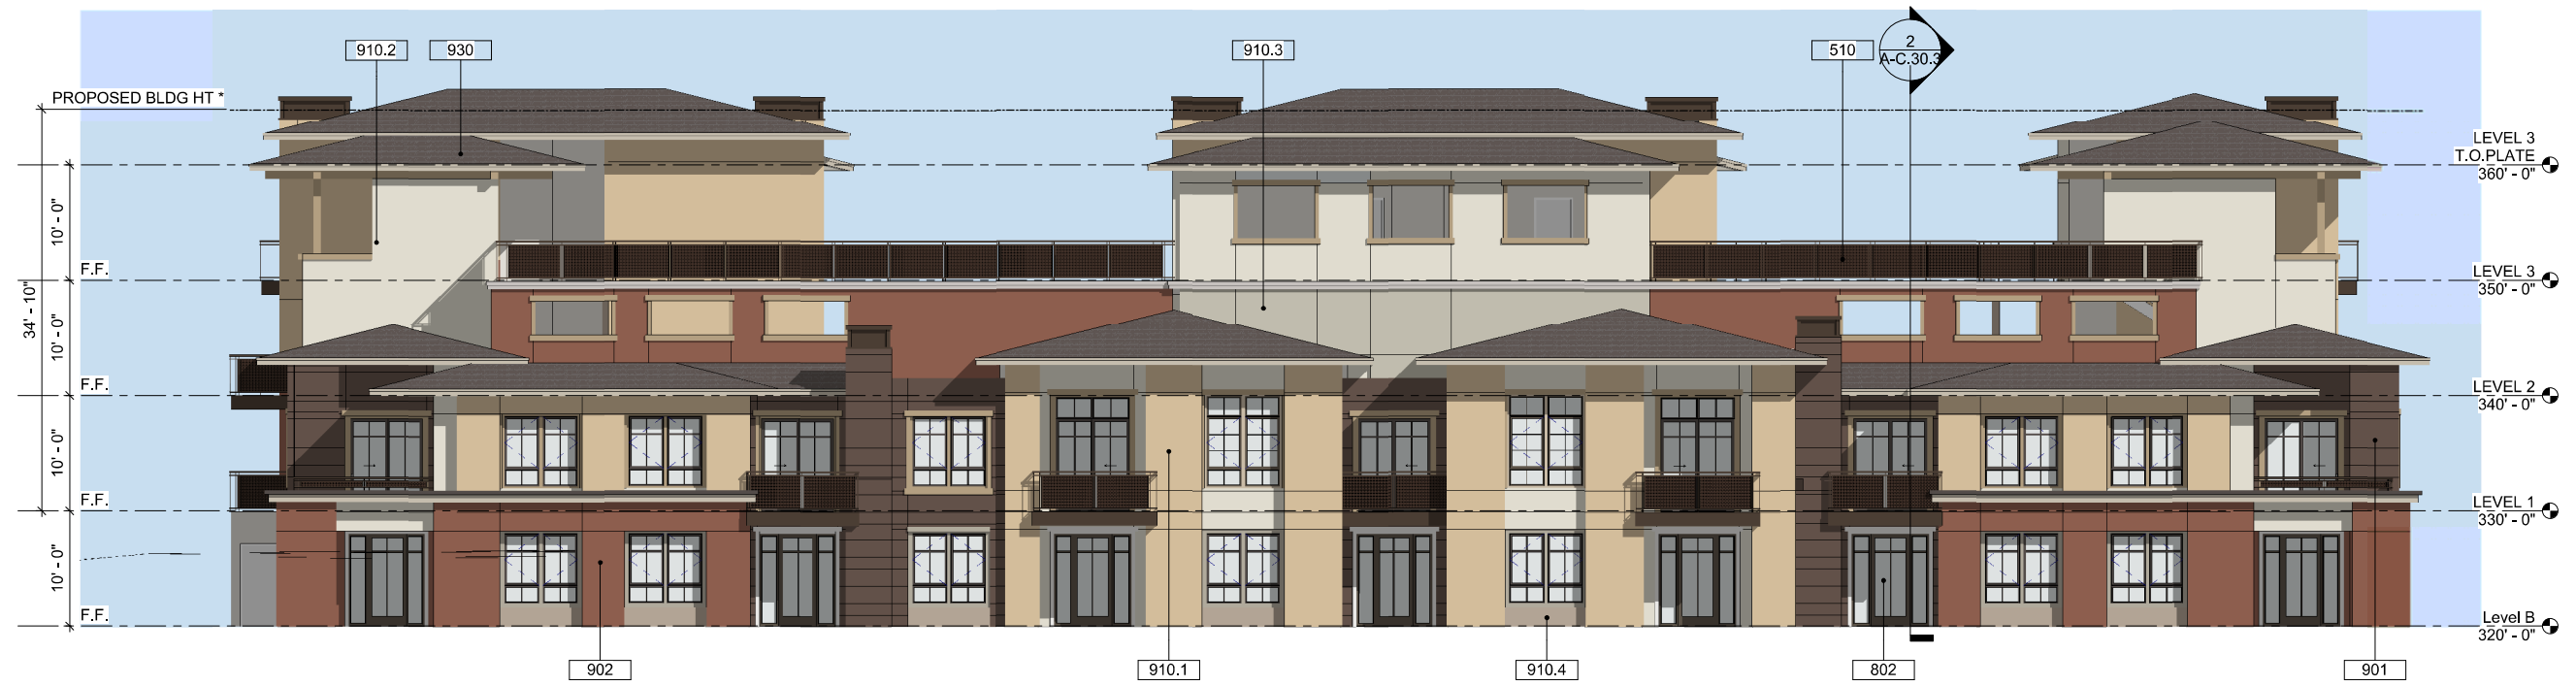 910.2
930
910.3
510
2
A-C.30.3
PROPOSED BLDG HT *
LEVEL 3
T.O.PLATE
360' - 0"
10' - 0"
F.F.
LEVEL 3
350' - 0"
34' - 10"
10' - 0"
F.F.
LEVEL 2
340' - 0"
10' - 0"
F.F.
LEVEL 1
330' - 0"
10' - 0"
F.F.
Level B
320' - 0"
902
910.1
910.4
802
901